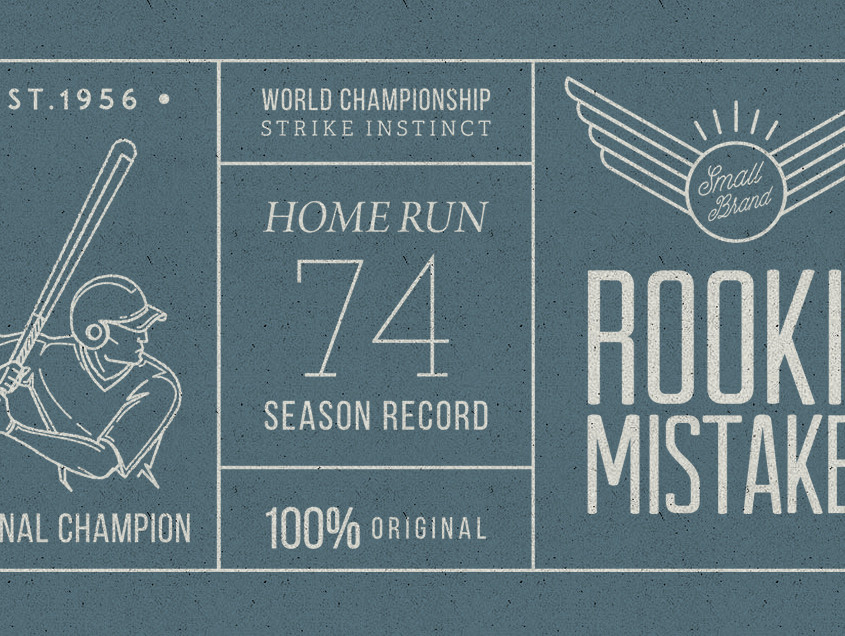 ST.1956 •
NAL CHAMPION
WORLD CHAMPIONSHIP
STRIKE INSTINCT
HOME RUN
74
SEASON RECORD
100% ORIGINAL
Small
Brand
ROOKI
MISTAKE